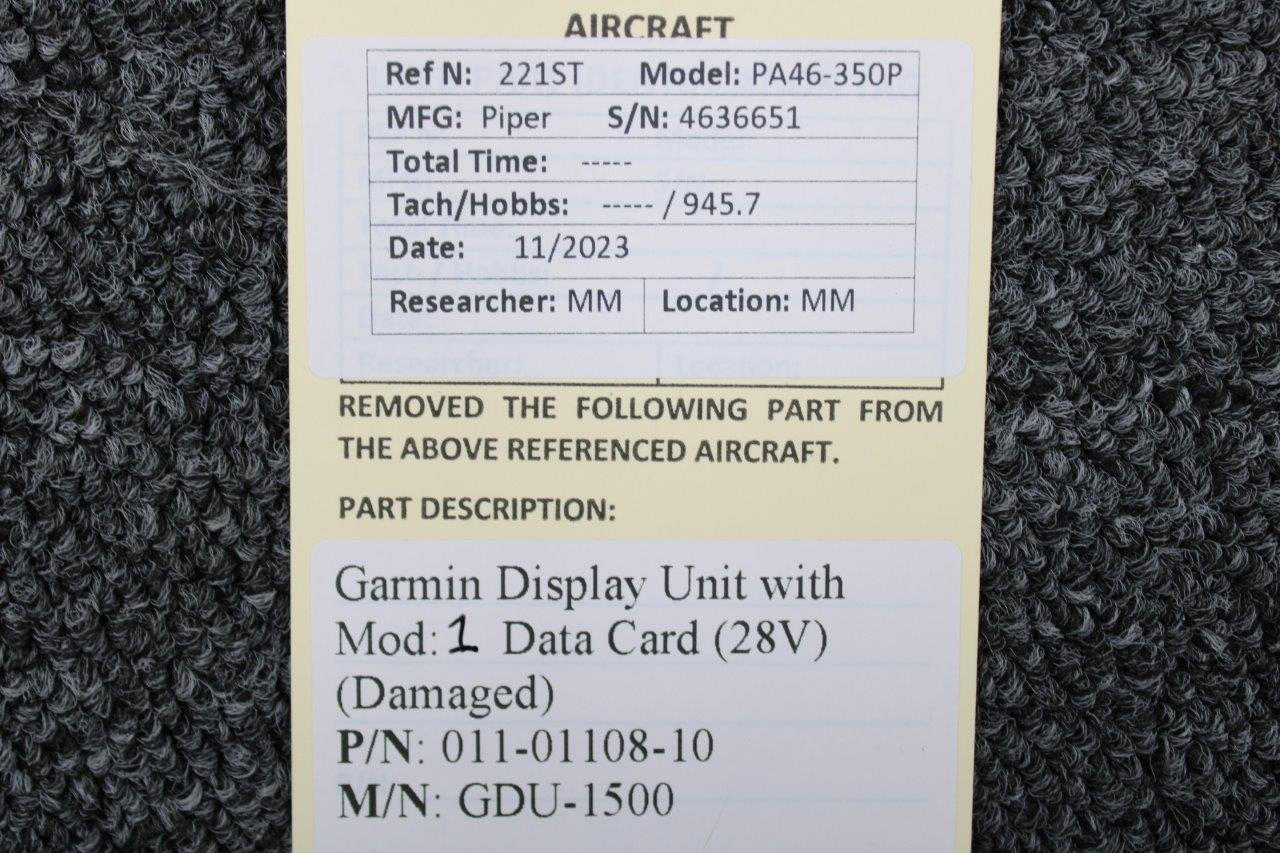 AIRCRAFT
Ref N: 221ST Model: PA46-350P
MFG: Piper S/N: 4636651
Total Time: -----
Tach/Hobbs: ----- / 945.7
Date: 11/2023
Researcher: MM Location: MM
Researcher: Location:
REMOVED THE FOLLOWING PART FROM
THE ABOVE REFERENCED AIRCRAFT.
PART DESCRIPTION:
Garmin Display Unit with
Mod: 1 Data Card (28V)
(Damaged)
P/N: 011-01108-10
M/N: GDU-1500